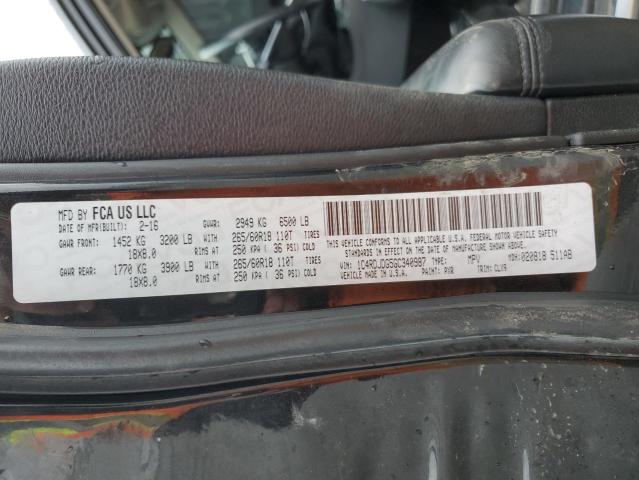 MFD BY FCA US LLC
DATE OF MFR(BUILT): 2-16 GVWR: 2949 KG 6500 LB
GAWR FRONT: 1452 KG 3200 LB WITH 265/60R18 110T TIRES
18X8.0 RIMS AT 250 KPA ( 36 PSI) COLD
GAWR REAR: 1770 KG 3900 LB WITH 265/60R18 110T TIRES
18X8.0 RIMS AT 250 KPA ( 36 PSI) COLD
THIS VEHICLE CONFORMS TO ALL APPLICABLE U.S.A. FEDERAL MOTOR VEHICLE SAFETY
STANDARDS IN EFFECT ON THE DATE OF MANUFACTURE SHOWN ABOVE.
VIN: 1C4RDJDG5GC340987 TYPE: MPV MDH:020818 511AB
VEHICLE MADE IN U.S.A. PAINT: PXR TRIM: CLX9